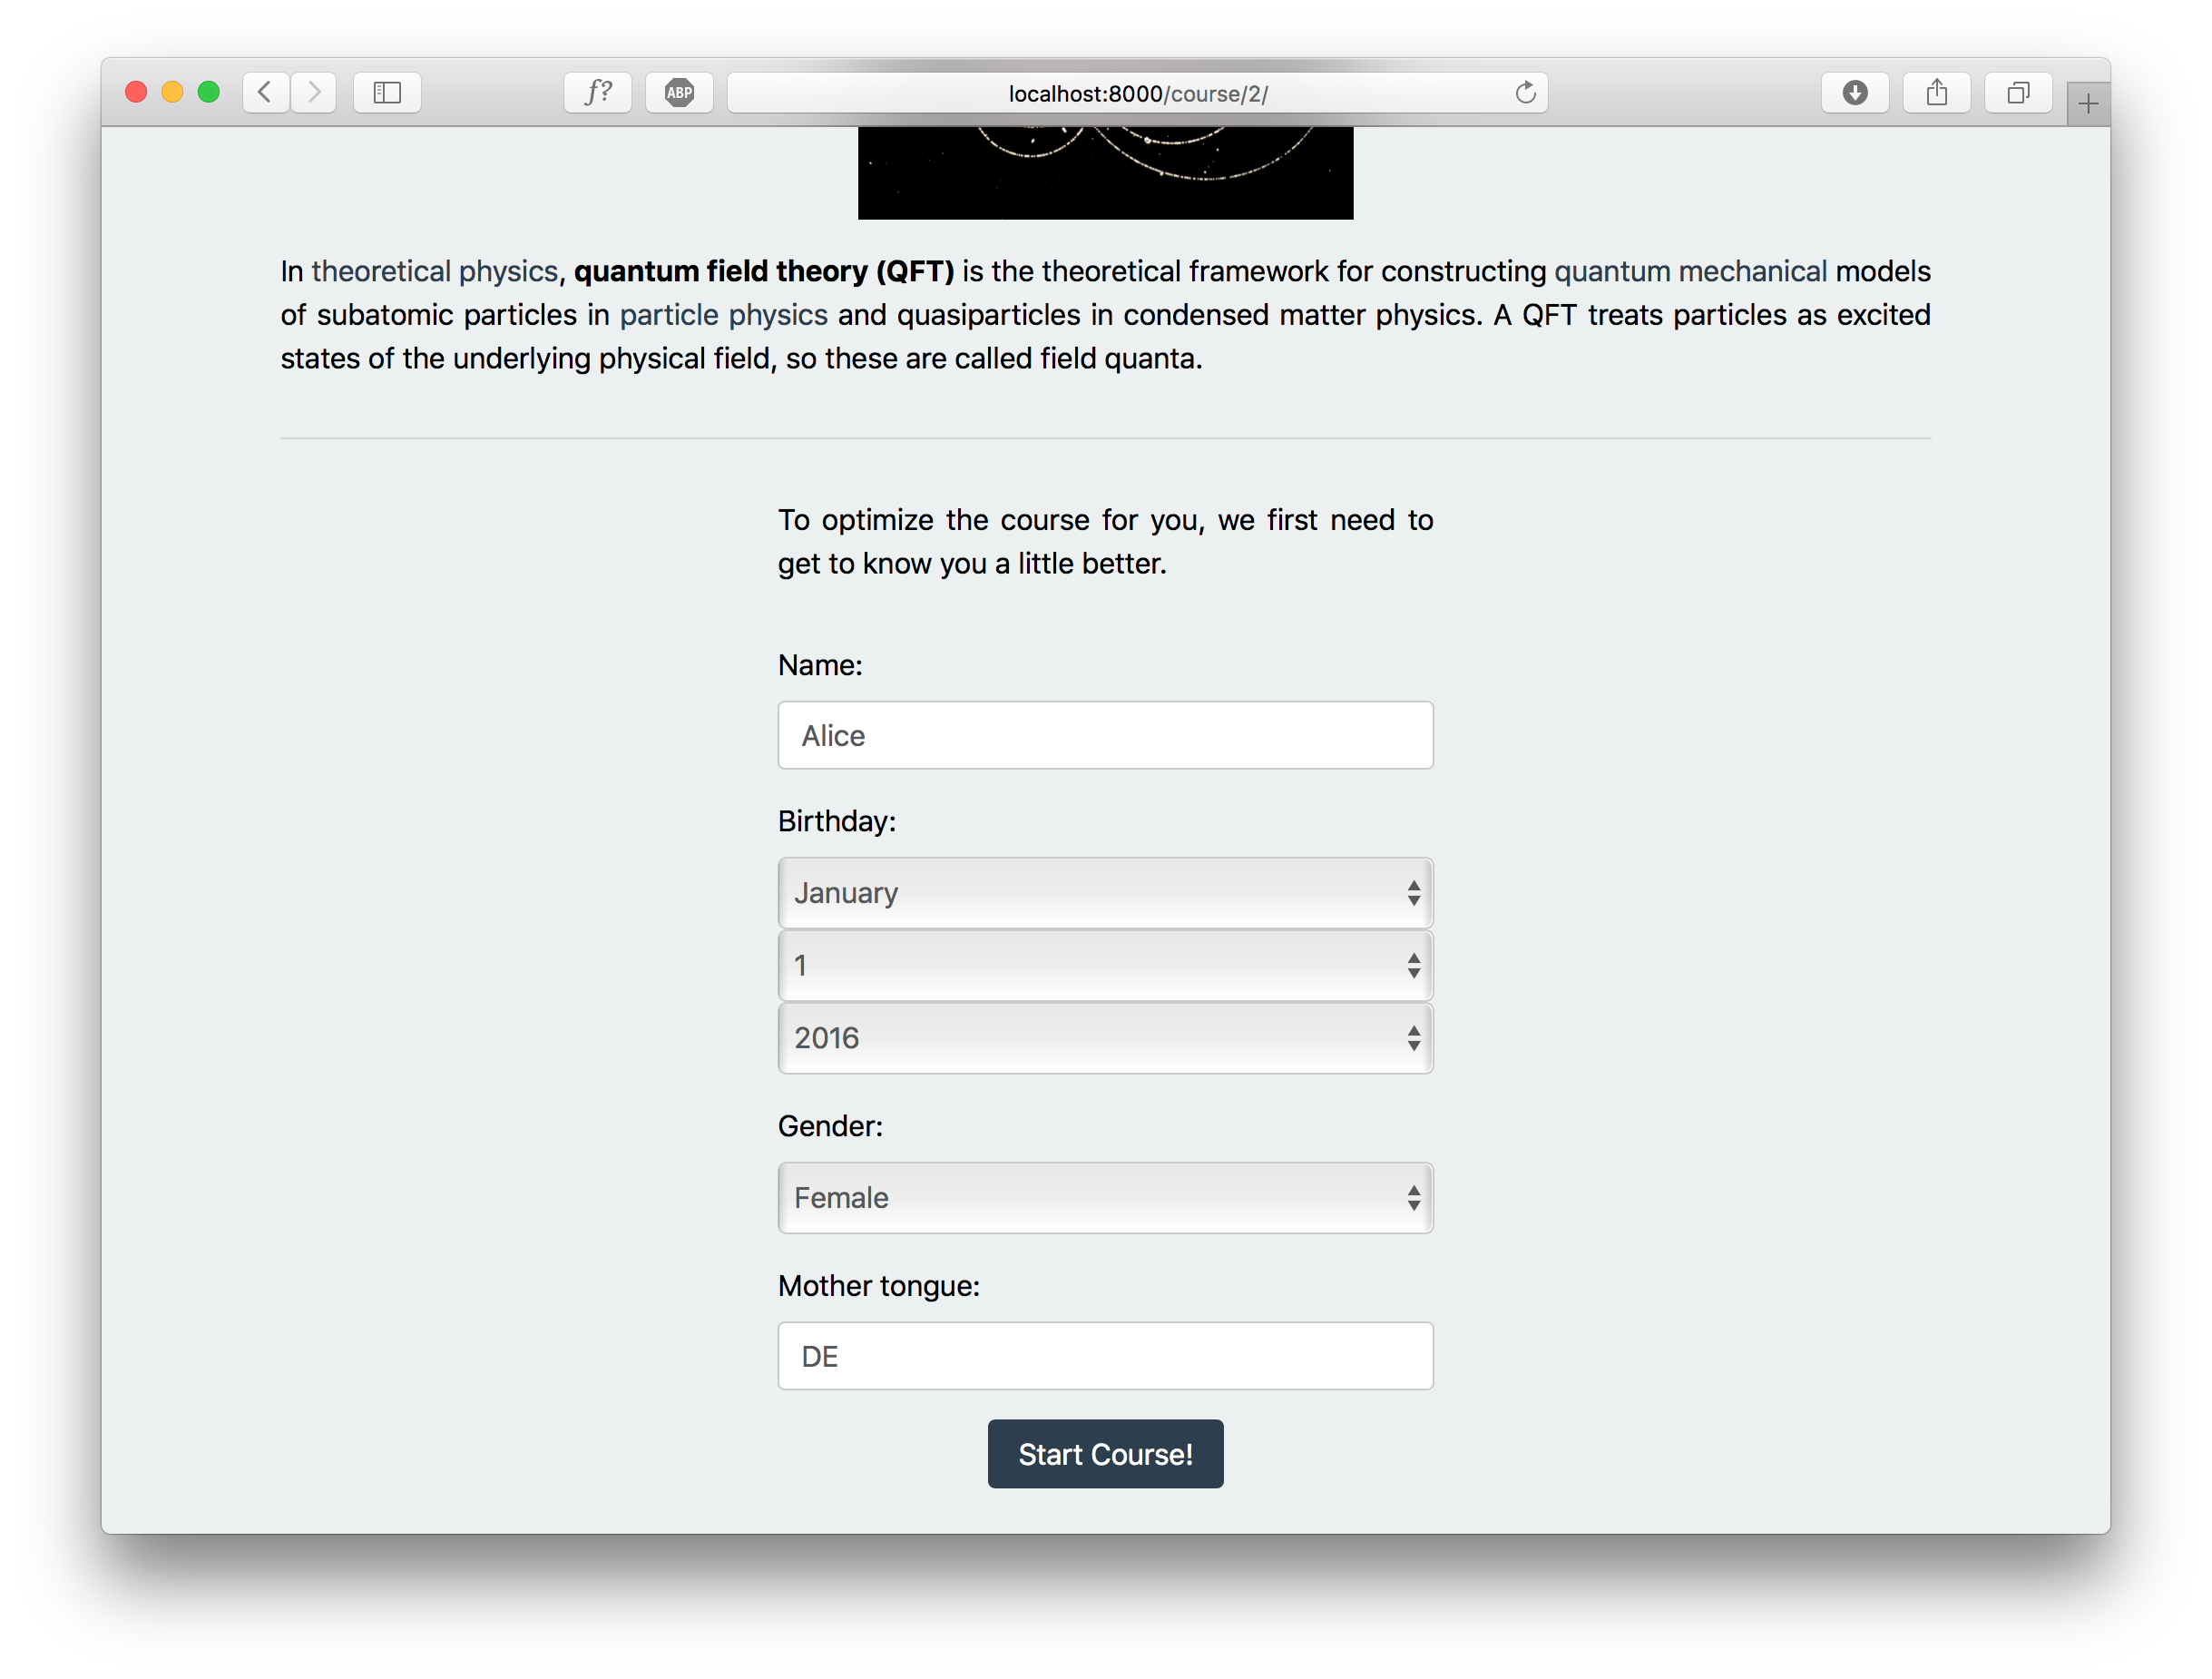 f?
ABP
localhost:8000/course/2/
In theoretical physics, quantum field theory (QFT) is the theoretical framework for constructing quantum mechanical models
of subatomic particles in particle physics and quasiparticles in condensed matter physics. A QFT treats particles as excited
states of the underlying physical field, so these are called field quanta.
To optimize the course for you, we first need to
get to know you a little better.
Name:
Alice
Birthday:
January
1
2016
Gender:
Female
Mother tongue:
DE
Start Course!